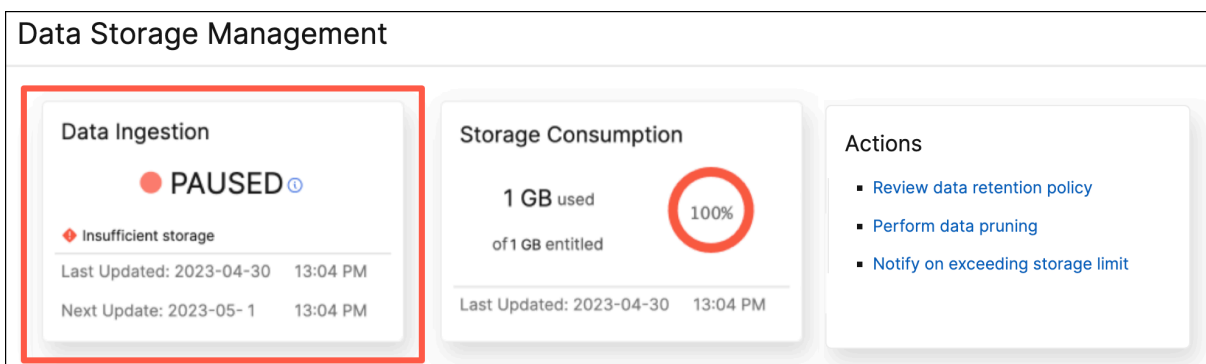 Data Storage Management
Data Ingestion
PAUSED
Insufficient storage
Last Updated: 2023-04-30 13:04 PM
Next Update: 2023-05- 1 13:04 PM
Storage Consumption
1 GB used
of 1 GB entitled
100%
Last Updated: 2023-04-30 13:04 PM
Actions
Review data retention policy
Perform data pruning
Notify on exceeding storage limit